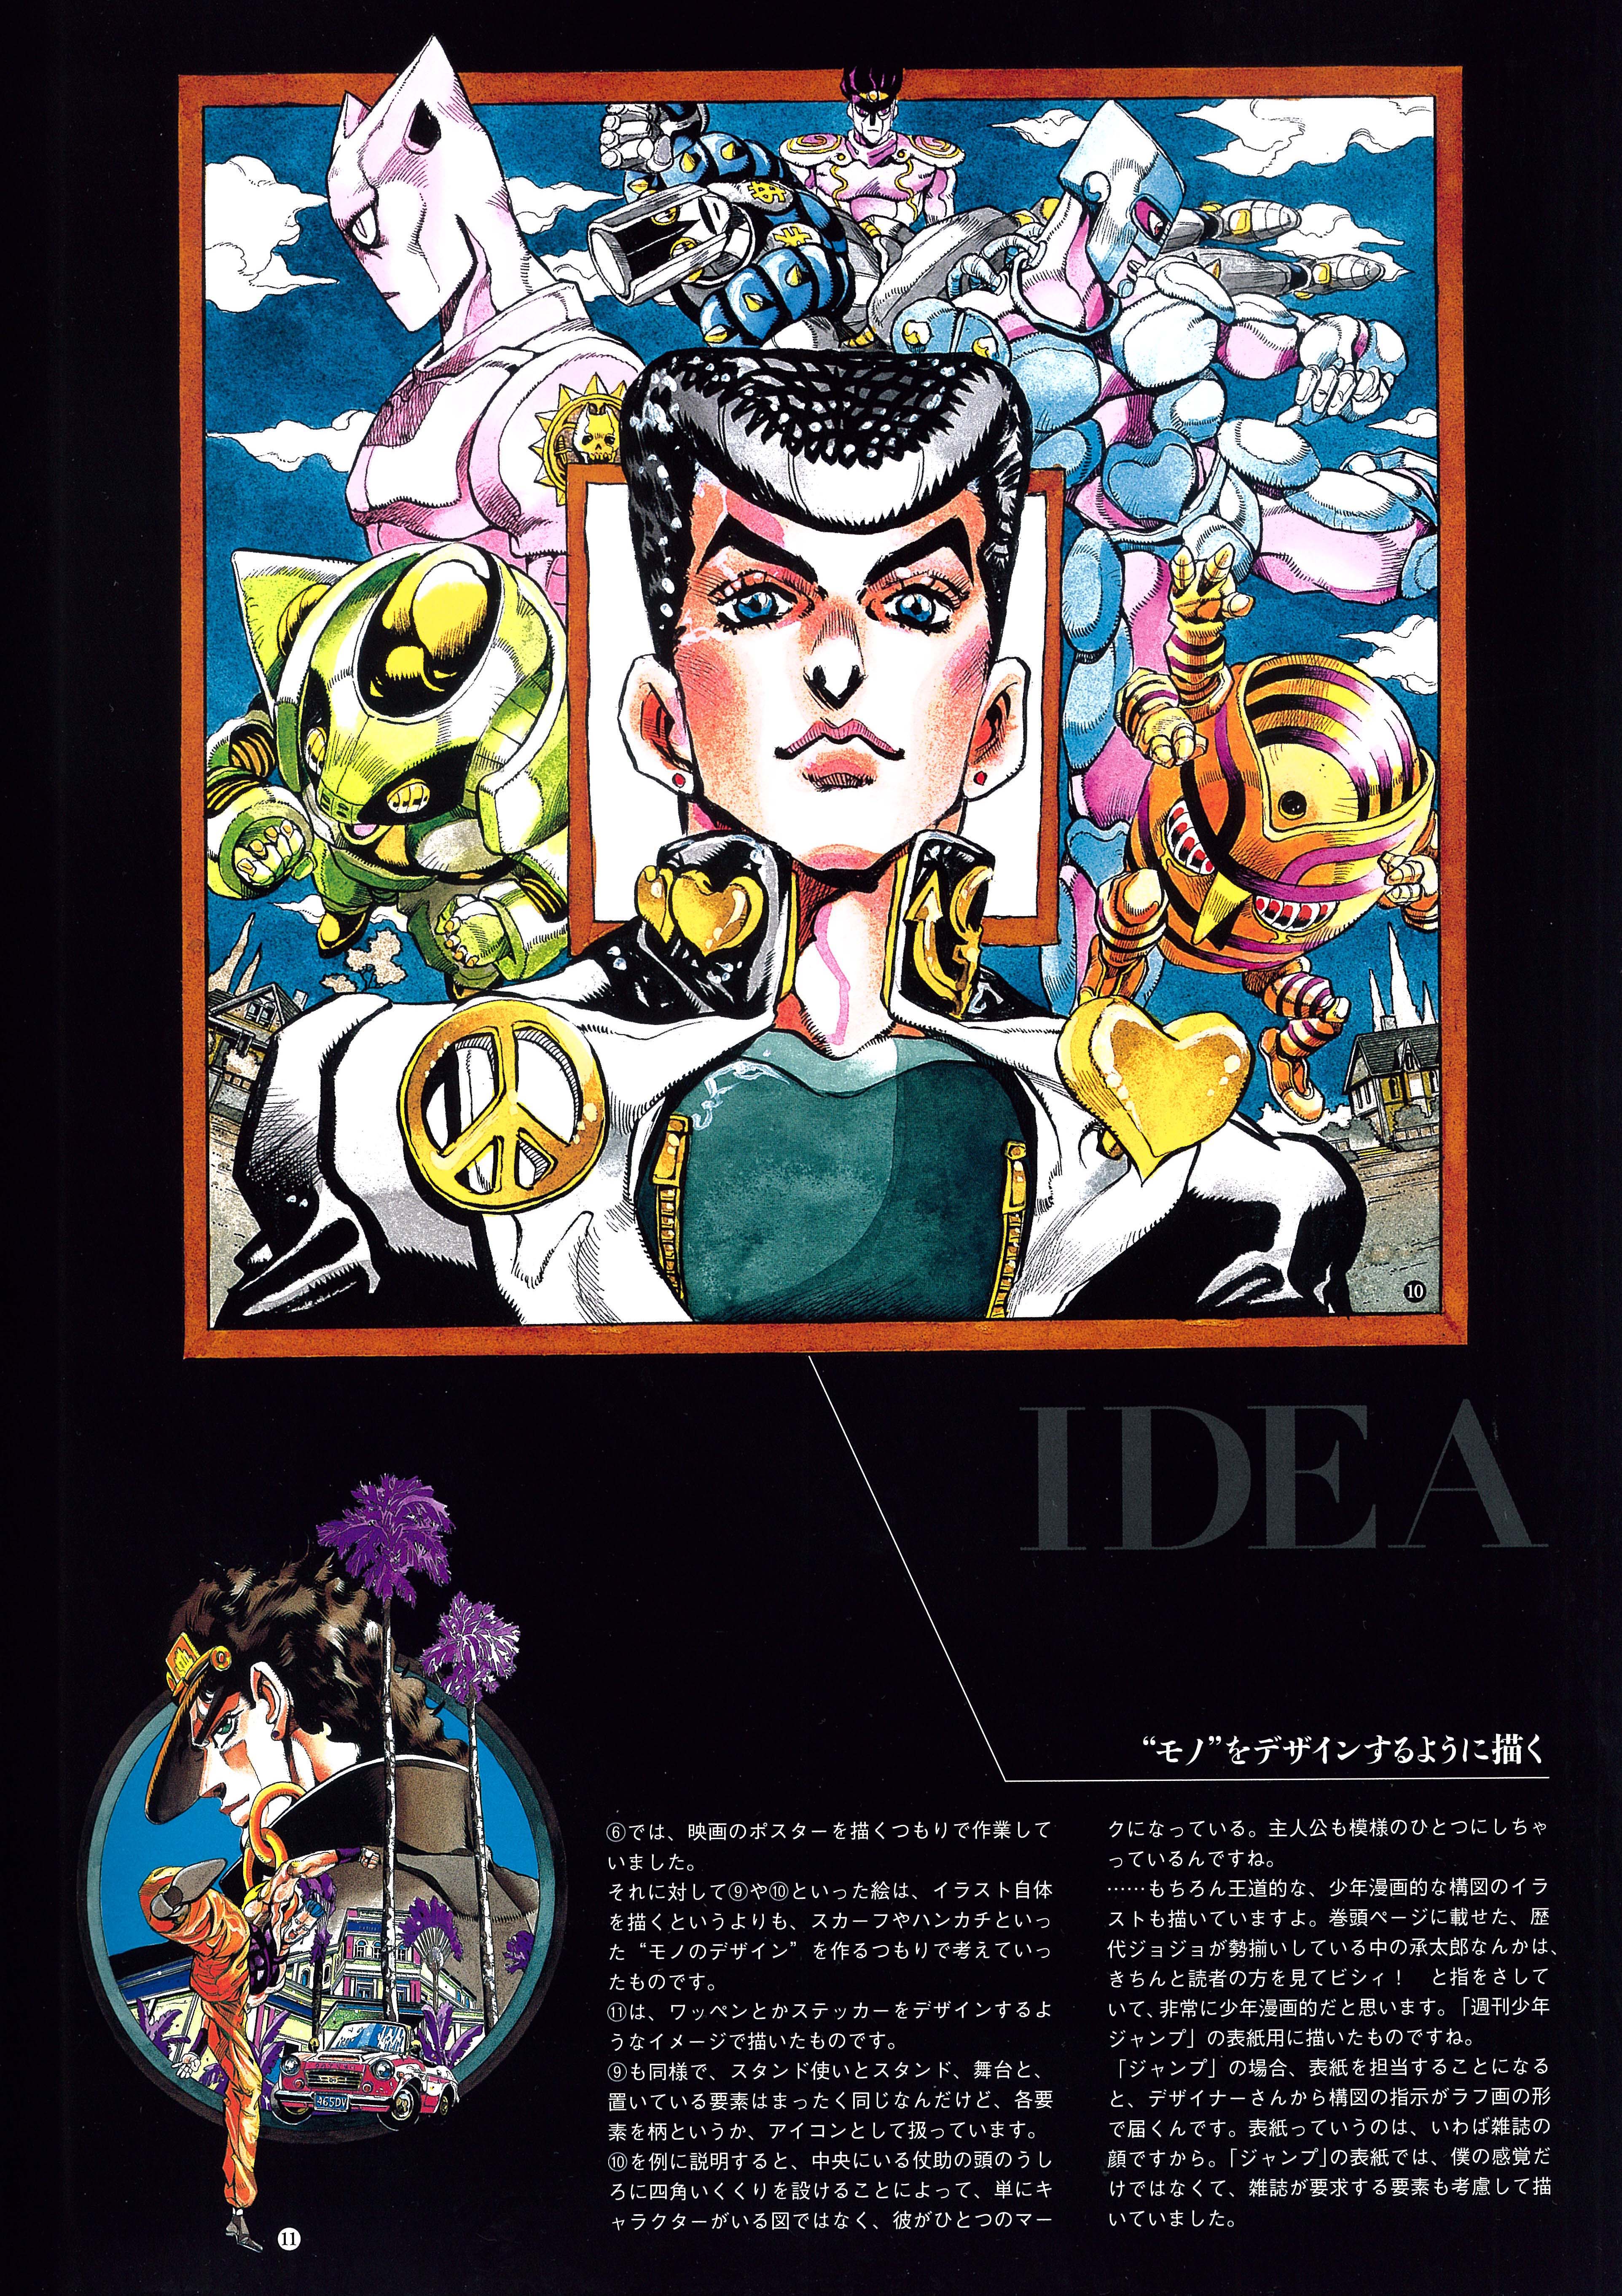 10
IDEA
“モノ”をデザインするように描く
⑥では、映画のポスターを描くつもりで作業して
いました。
それに対して⑨や⑩といった絵は、イラスト自体
を描くというよりも、スカーフやハンカチといっ
た“モノのデザイン”を作るつもりで考えていっ
たものです。
⑪は、ワッペンとかステッカーをデザインするよ
うなイメージで描いたものです。
⑨も同様で、スタンド使いとスタンド、舞台と、
置いている要素はまったく同じなんだけど、各要
素を柄というか、アイコンとして扱っています。
⑩を例に説明すると、中央にいる仗助の頭のうし
ろに四角いくくりを設けることによって、単にキ
ャラクターがいる図ではなく、彼がひとつのマー
クになっている。主人公も模様のひとつにしちゃ
っているんですね。
……もちろん王道的な、少年漫画的な構図のイラ
ストも描いていますよ。巻頭ページに載せた、歴
代ジョジョが勢揃いしている中の承太郎なんかは、
きちんと読者の方を見てビシィ！　と指をさして
いて、非常に少年漫画的だと思います。「週刊少年
ジャンプ」の表紙用に描いたものですね。
「ジャンプ」の場合、表紙を担当することになる
と、デザイナーさんから構図の指示がラフ画の形
で届くんです。表紙っていうのは、いわば雑誌の
顔ですから。「ジャンプ」の表紙では、僕の感覚だ
けではなくて、雑誌が要求する要素も考慮して描
いていました。
465DV
11